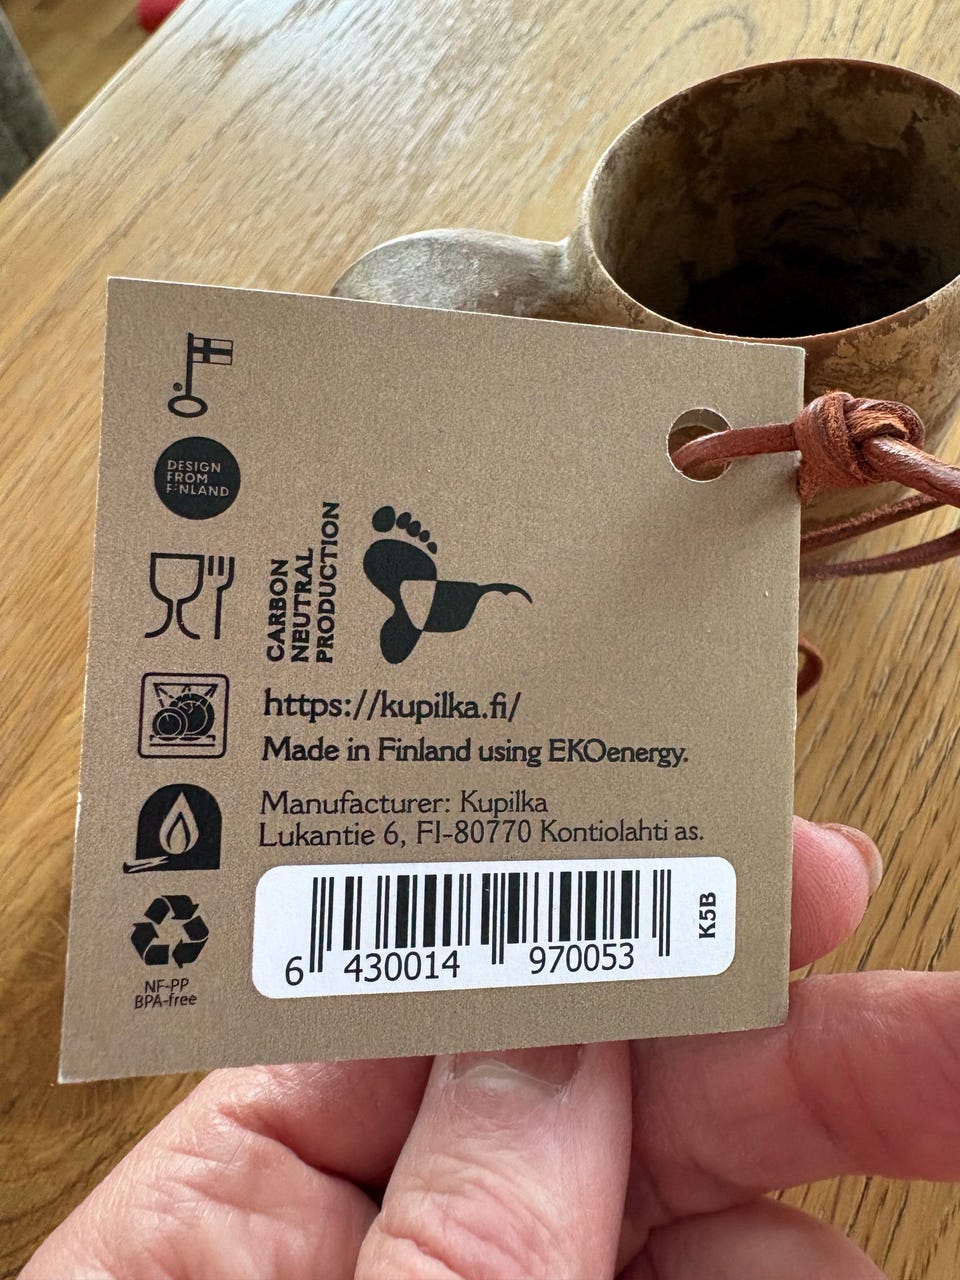 ®
DESIGN
FROM
FINLAND
CARBON
NEUTRAL
PRODUCTION
https://kupilka.fi/
Made in Finland using EKOenergy.
Manufacturer: Kupilka
Lukantie 6, FI-80770 Kontiolahti as.
6 430014 970053
K5B
NF-PP
BPA-free